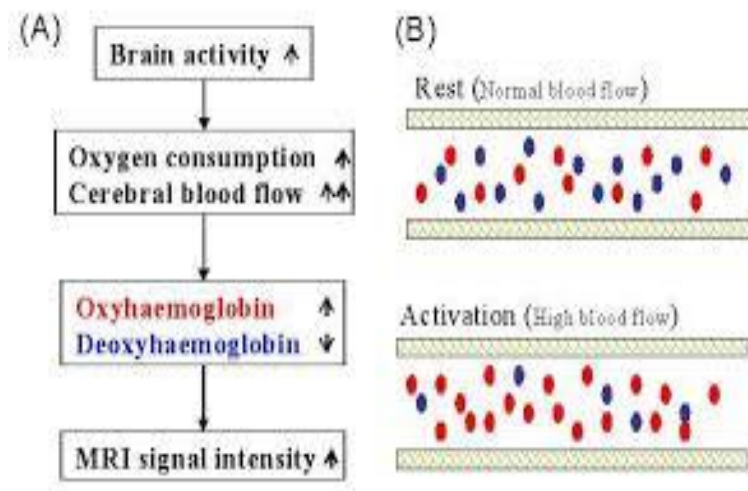 (A)
Brain activity ↑
Oxygen consumption ↑
Cerebral blood flow ↑↑
Oxyhaemoglobin ↑
Deoxyhaemoglobin ↓
MRI signal intensity ↑
(B)
Rest (Normal blood flow)
Activation (High blood flow)